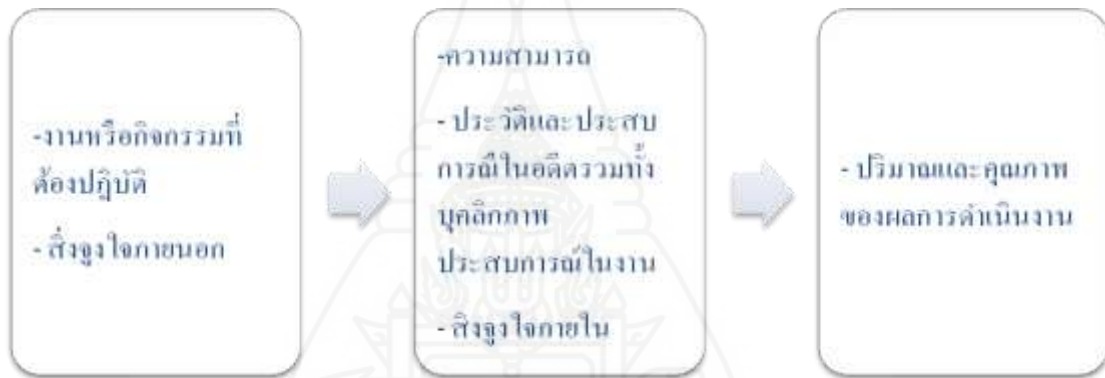 -งานหรือกิจกรรมที่
ต้องปฏิบัติ
- สิ่งจูงใจภายนอก
-ความสามารถ
- ประวัติและประสบ
การณ์ในอดีตรวมทั้ง
บุคลิกภาพ
ประสบการณ์ในงาน
- สิ่งจูงใจภายใน
- ปริมาณและคุณภาพ
ของผลการดำเนินงาน